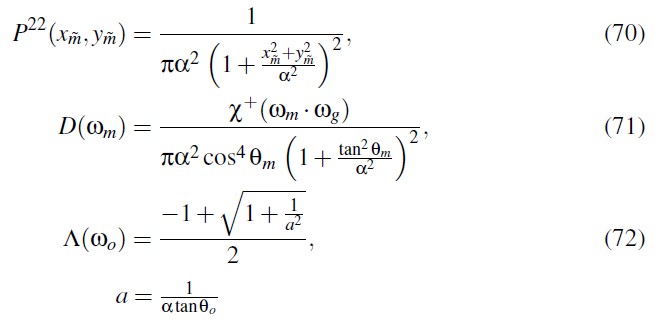 P^{22}(x_{\tilde{m}}, y_{\tilde{m}}) = \frac{1}{\pi\alpha^2 \left(1 + \frac{x_{\tilde{m}}^2 + y_{\tilde{m}}^2}{\alpha^2}\right)^2}, (70)
D(\omega_m) = \frac{\chi^+(\omega_m \cdot \omega_g)}{\pi\alpha^2 \cos^4\theta_m \left(1 + \frac{\tan^2\theta_m}{\alpha^2}\right)^2}, (71)
\Lambda(\omega_o) = \frac{-1 + \sqrt{1 + \frac{1}{a^2}}}{2}, (72)
a = \frac{1}{\alpha \tan\theta_o}